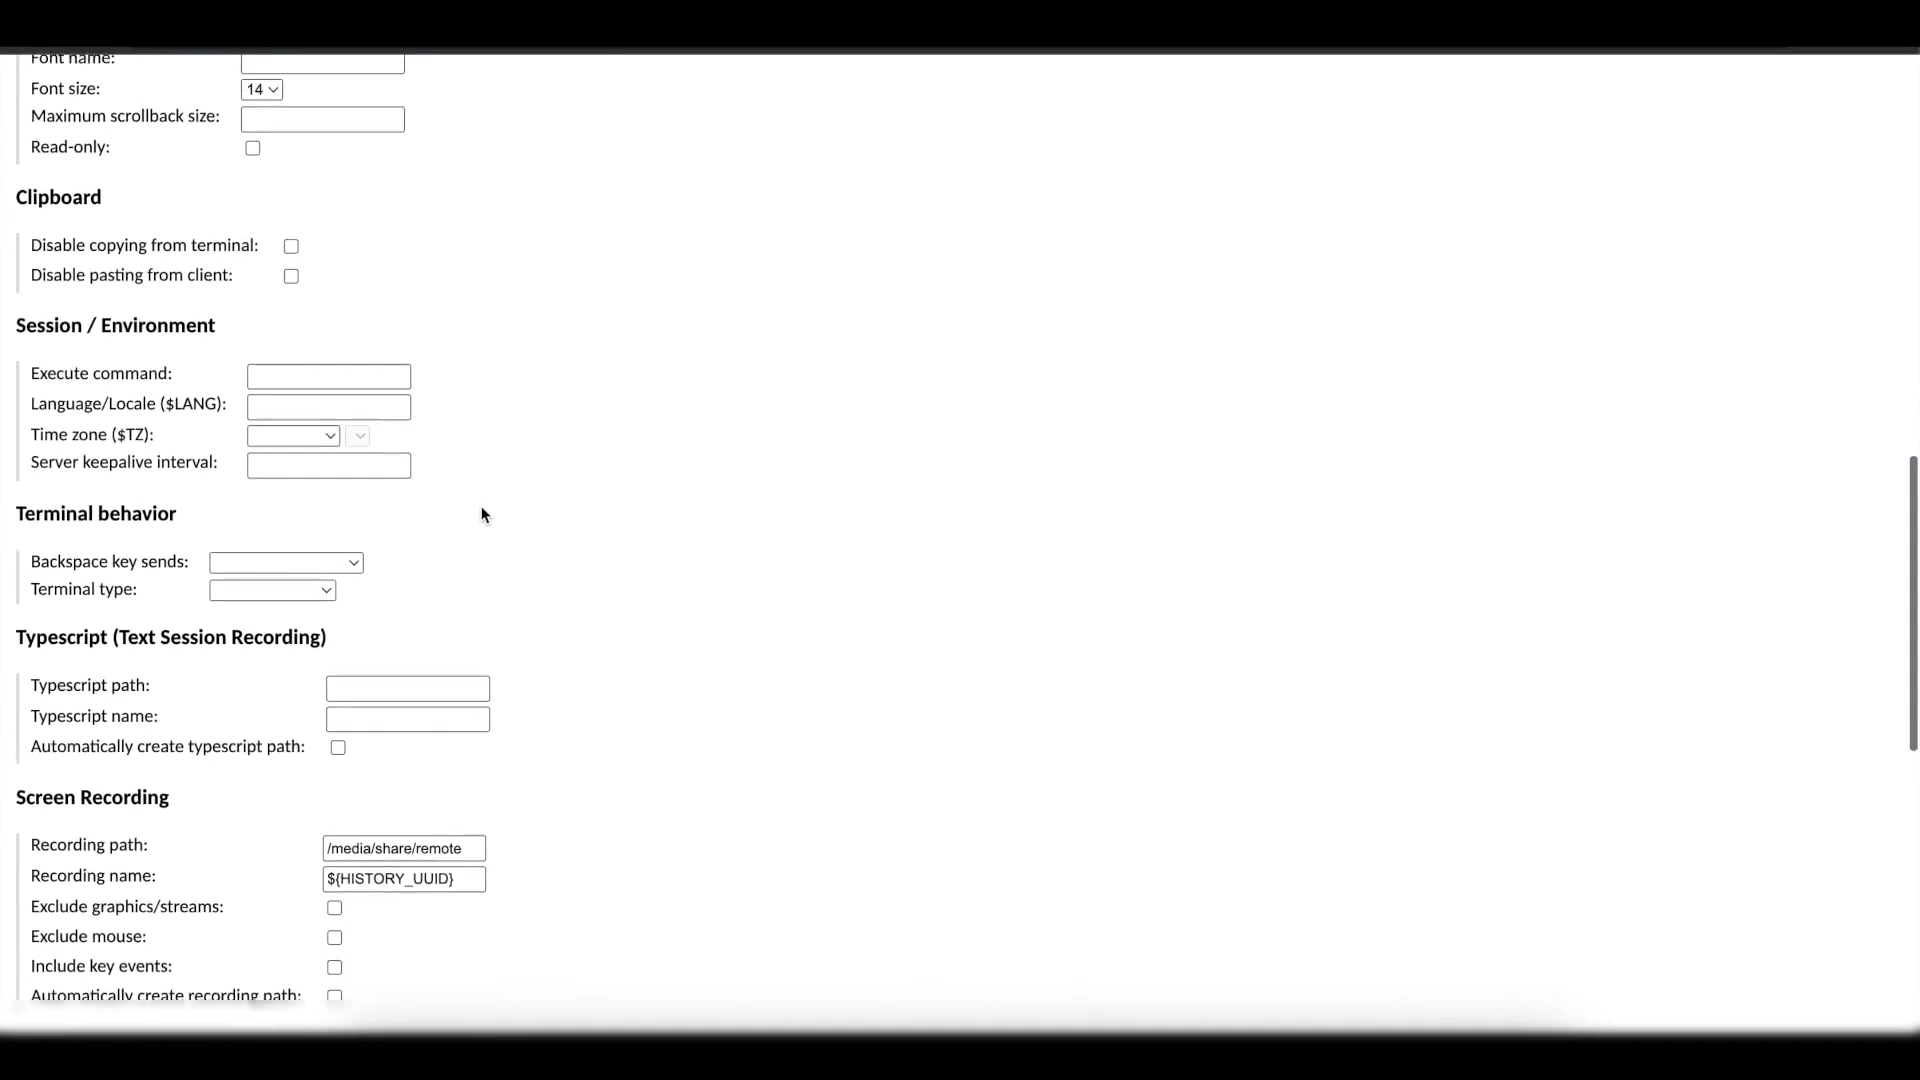 Font name:
Font size: 14
Maximum scrollback size:
Read-only:
Clipboard
Disable copying from terminal:
Disable pasting from client:
Session / Environment
Execute command:
Language/Locale ($LANG):
Time zone ($TZ):
Server keepalive interval:
Terminal behavior
Backspace key sends:
Terminal type:
Typescript (Text Session Recording)
Typescript path:
Typescript name:
Automatically create typescript path:
Screen Recording
Recording path: /media/share/remote
Recording name: ${HISTORY_UUID}
Exclude graphics/streams:
Exclude mouse:
Include key events:
Automatically create recording path: